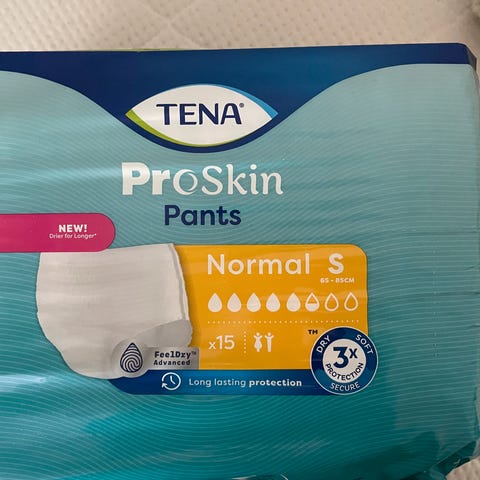 TENA®
ProSkin
Pants
NEW!
Drier for Longer*
Normal S
65 - 85CM
x15
FeelDry™
Advanced
Long lasting protection
™
DRY
SOFT
3x
PROTECTION
SECURE